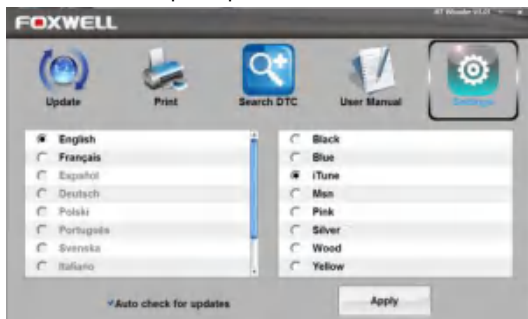 FOXWELL
Update
Print
Search DTC
User Manual
Settings
English
Français
Español
Deutsch
Polski
Português
Svenska
Italiano
Black
Blue
iTune
Msn
Pink
Silver
Wood
Yellow
Auto check for updates
Apply